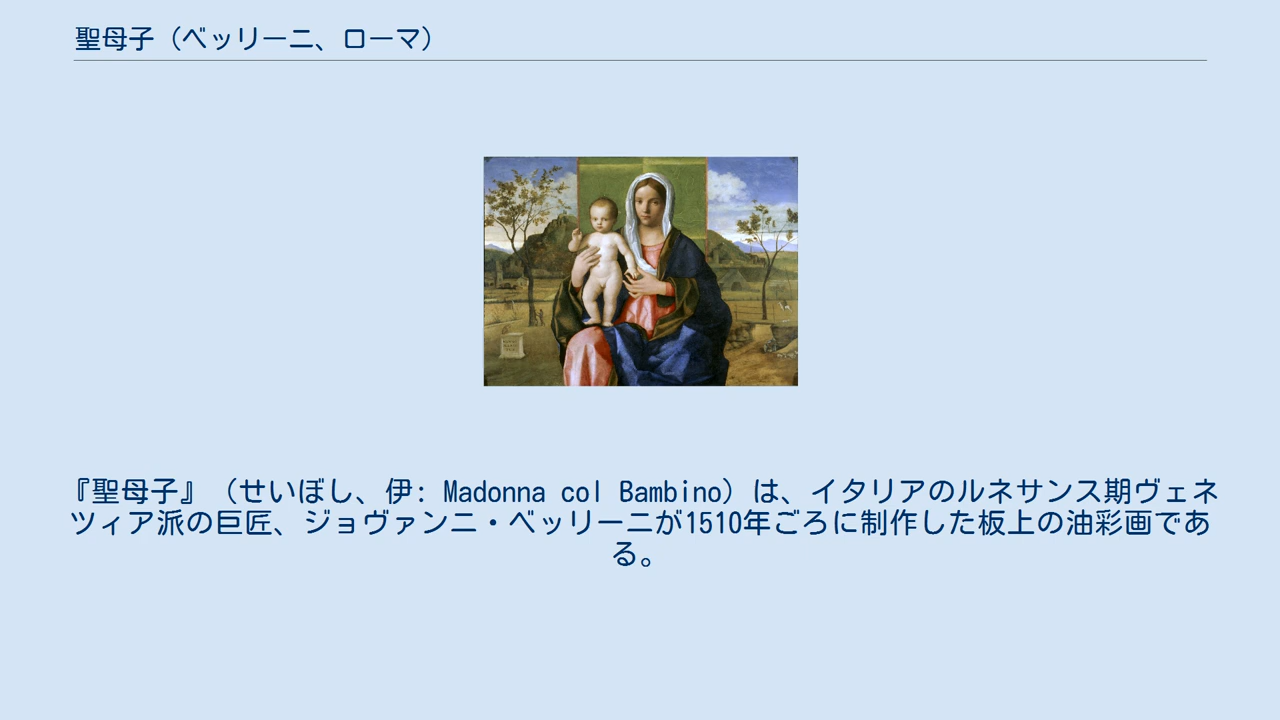 聖母子（ベッリーニ、ローマ）
『聖母子』（せいぼし、伊: Madonna col Bambino）は、イタリアのルネサンス期ヴェネ
ツィア派の巨匠、ジョヴァンニ・ベッリーニが1510年ごろに制作した板上の油彩画であ
る。